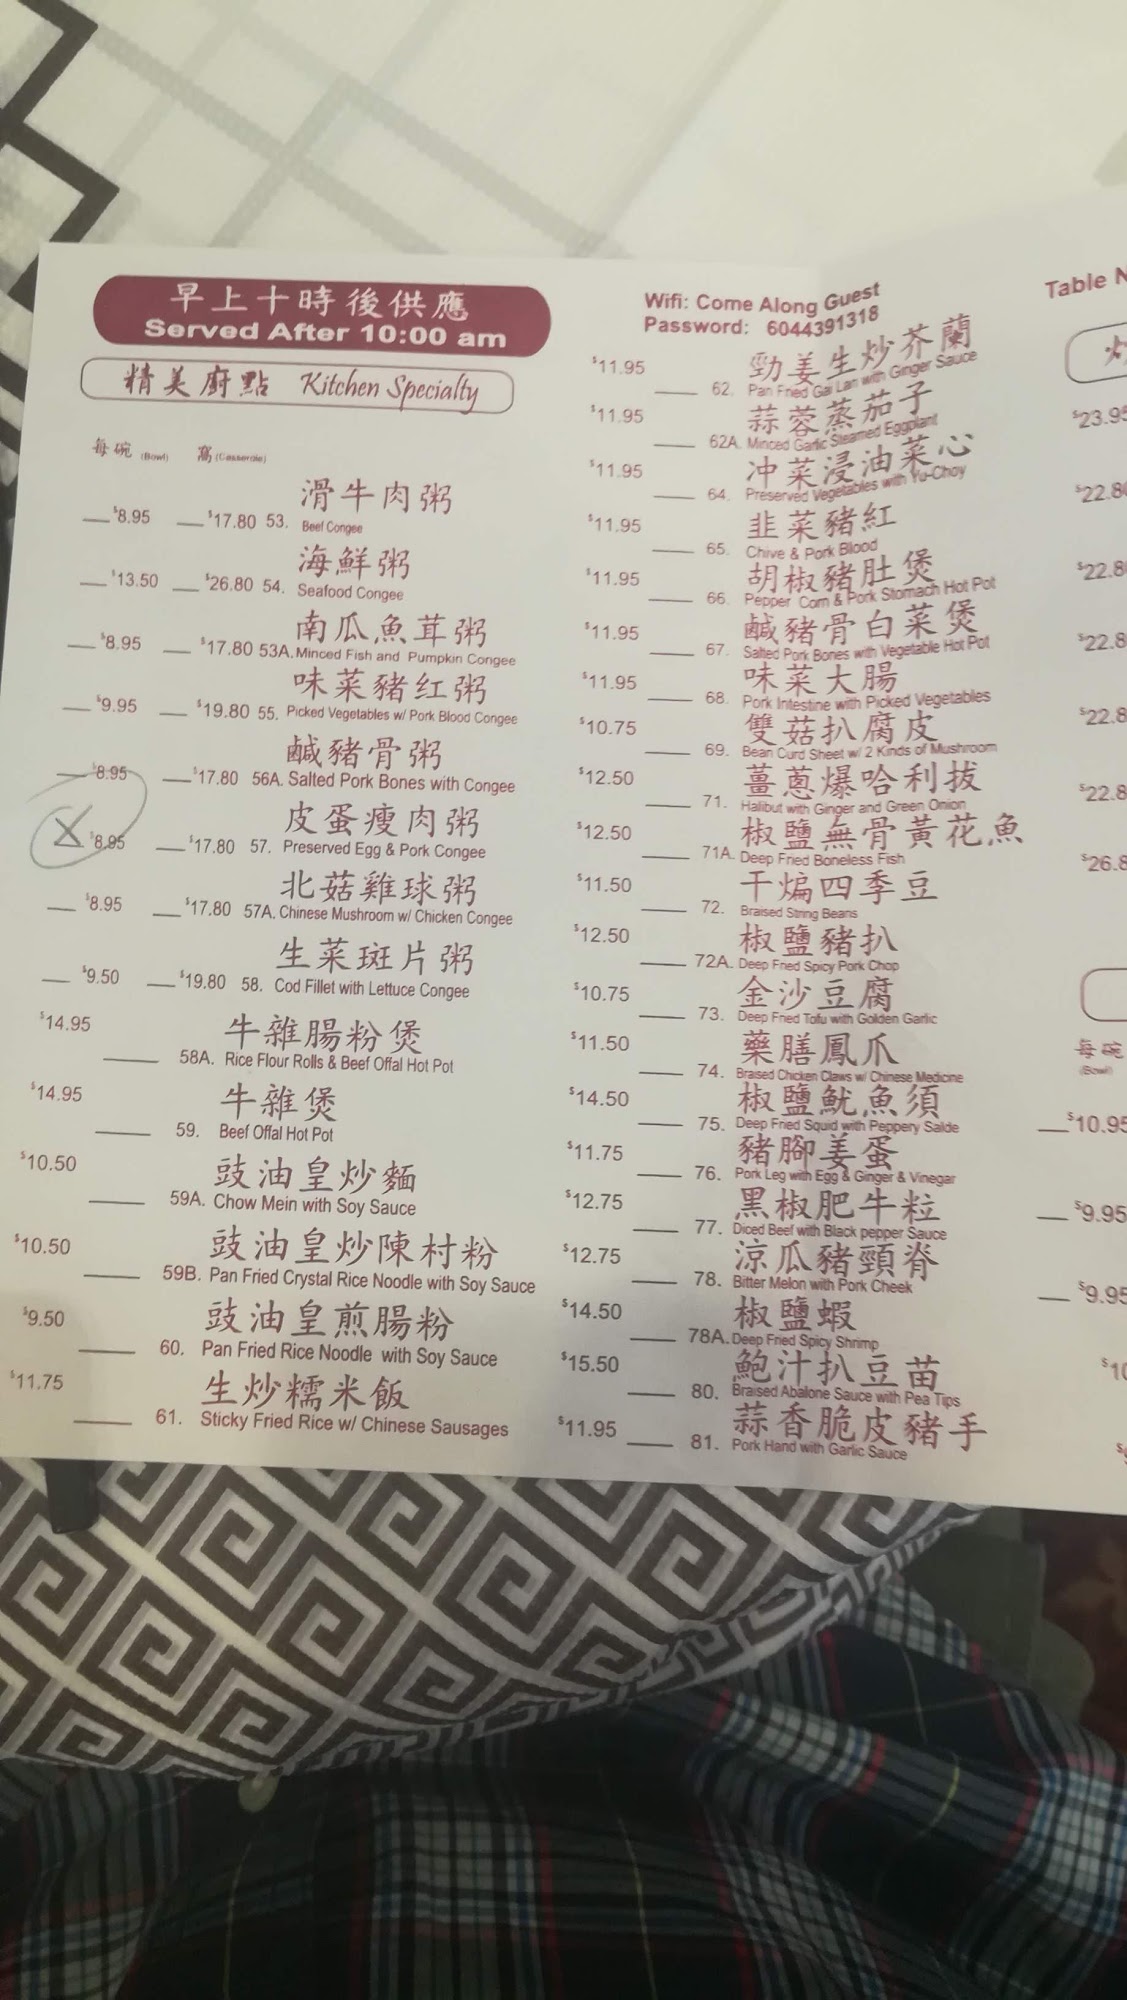 早上十時後供應
Served After 10:00 am
精美廚點 Kitchen Specialty
每碗 (Bowl) 窩 (Casserole)
滑牛肉粥
$8.95 $17.80 53. Beef Congee
海鮮粥
$13.50 $26.80 54. Seafood Congee
南瓜魚茸粥
$8.95 $17.80 53A. Minced Fish and Pumpkin Congee
味菜豬红粥
$9.95 $19.80 55. Picked Vegetables w/ Pork Blood Congee
鹹豬骨粥
$8.95 $17.80 56A. Salted Pork Bones with Congee
皮蛋瘦肉粥
X $8.95 $17.80 57. Preserved Egg & Pork Congee
北菇雞球粥
$8.95 $17.80 57A. Chinese Mushroom w/ Chicken Congee
生菜斑片粥
$9.50 $19.80 58. Cod Fillet with Lettuce Congee
$14.95 牛雜腸粉煲
58A. Rice Flour Rolls & Beef Offal Hot Pot
$14.95 牛雜煲
59. Beef Offal Hot Pot
$10.50 豉油皇炒麵
59A. Chow Mein with Soy Sauce
$10.50 豉油皇炒陳村粉
59B. Pan Fried Crystal Rice Noodle with Soy Sauce
$9.50 豉油皇煎腸粉
60. Pan Fried Rice Noodle with Soy Sauce
$11.75 生炒糯米飯
61. Sticky Fried Rice w/ Chinese Sausages
Wifi: Come Along Guest
Password: 6044391318
$11.95 勁姜生炒芥蘭
62. Pan Fried Gai Lan with Ginger Sauce
$11.95 蒜蓉蒸茄子
62A. Minced Garlic Steamed Eggplant
$11.95 冲菜浸油菜心
64. Preserved Vegetables with Yu-Choy
$11.95 韭菜豬紅
65. Chive & Pork Blood
$11.95 胡椒豬肚煲
66. Pepper Corn & Pork Stomach Hot Pot
$11.95 鹹豬骨白菜煲
67. Salted Pork Bones with Vegetable Hot Pot
$11.95 味菜大腸
68. Pork Intestine with Picked Vegetables
$10.75 雙菇扒腐皮
69. Bean Curd Sheet w/ 2 Kinds of Mushroom
$12.50 薑蔥爆哈利拔
71. Halibut with Ginger and Green Onion
$12.50 椒鹽無骨黃花魚
71A. Deep Fried Boneless Fish
$11.50 干煸四季豆
72. Braised String Beans
$12.50 椒鹽豬扒
72A. Deep Fried Spicy Pork Chop
$10.75 金沙豆腐
73. Deep Fried Tofu with Golden Garlic
$11.50 藥膳鳳爪
74. Braised Chicken Claws w/ Chinese Medicine
$14.50 椒鹽魷魚須
75. Deep Fried Squid with Peppery Salde
$11.75 豬腳姜蛋
76. Pork Leg with Egg & Ginger & Vinegar
$12.75 黑椒肥牛粒
77. Diced Beef with Black pepper Sauce
$12.75 涼瓜豬頸脊
78. Bitter Melon with Pork Cheek
$14.50 椒鹽蝦
78A. Deep Fried Spicy Shrimp
$15.50 鮑汁扒豆苗
80. Braised Abalone Sauce with Pea Tips
$11.95 蒜香脆皮豬手
81. Pork Hand with Garlic Sauce
Table N
$23.95
$22.80
$22.8
$22.8
$22.8
$22.8
$26.8
每碗
(Bowl)
$10.95
$9.95
$9.95
$10